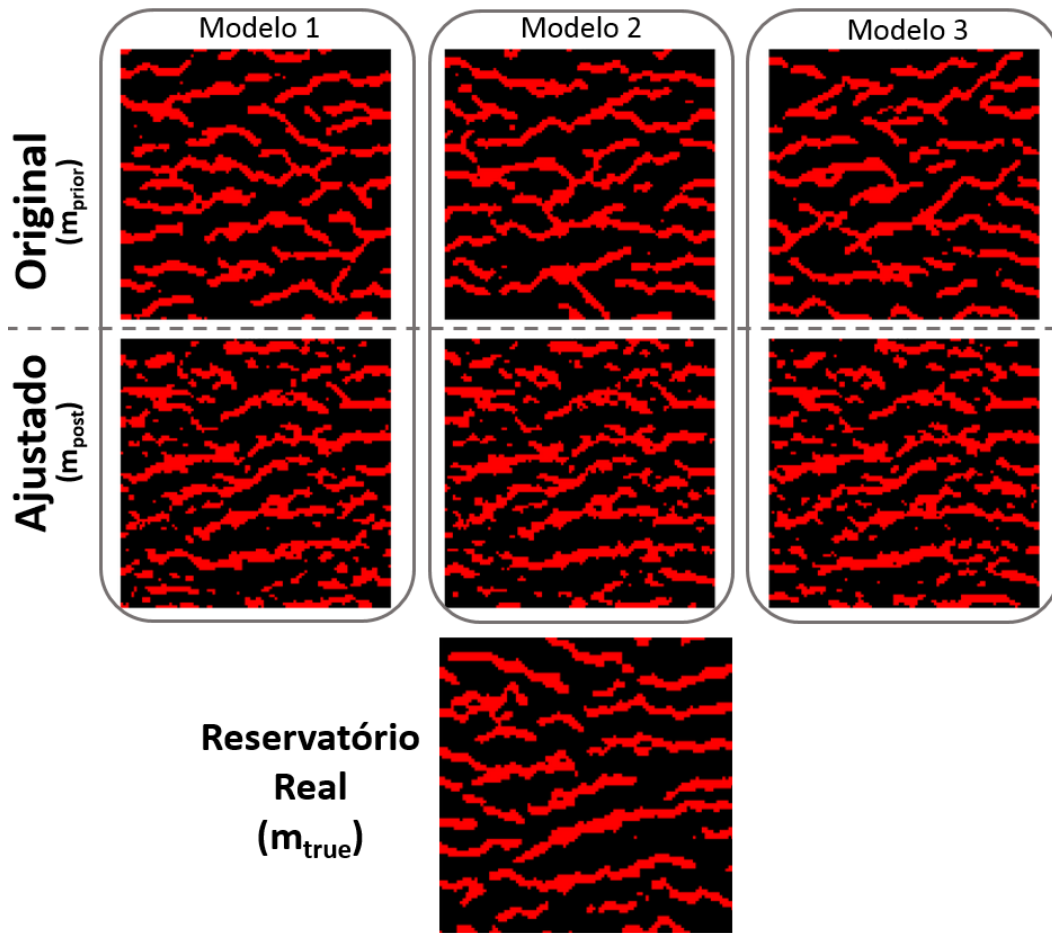 Modelo 1
Modelo 2
Modelo 3
Original
(mprior)
Ajustado
(mpost)
Reservatório
Real
(mtrue)